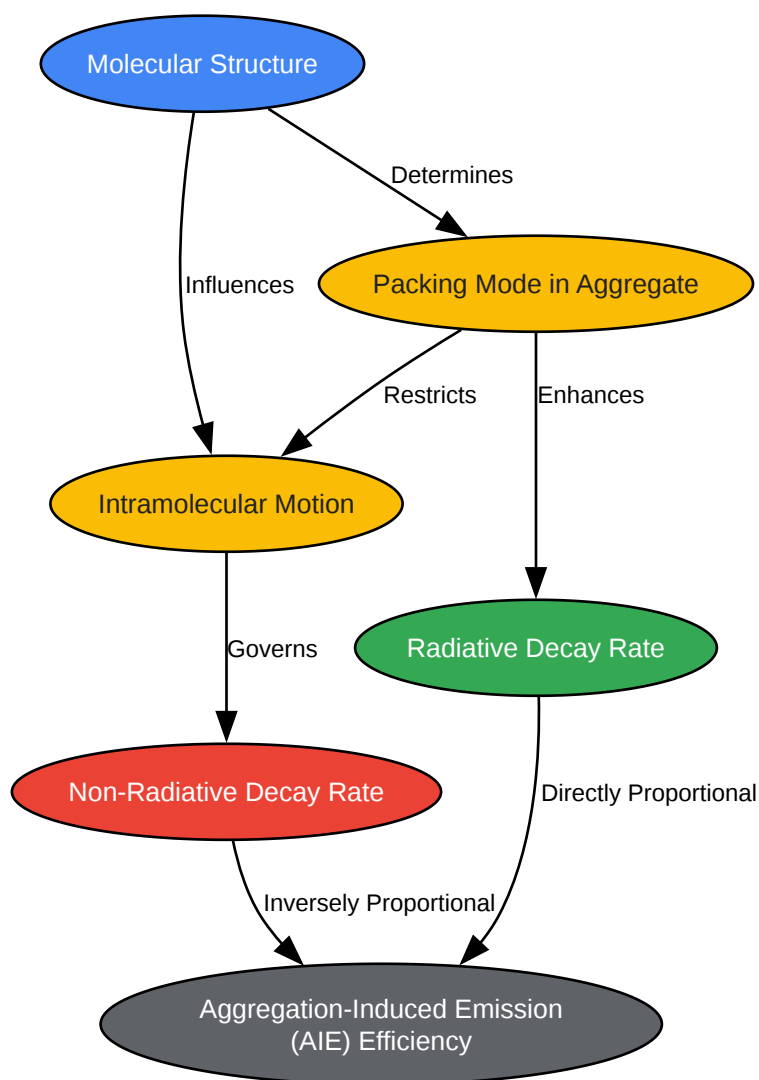 Molecular Structure
Determines
Packing Mode in Aggregate
Influences
Restricts
Enhances
Intramolecular Motion
Governs
Radiative Decay Rate
Non-Radiative Decay Rate
Directly Proportional
Inversely Proportional
Aggregation-Induced Emission
(AIE) Efficiency